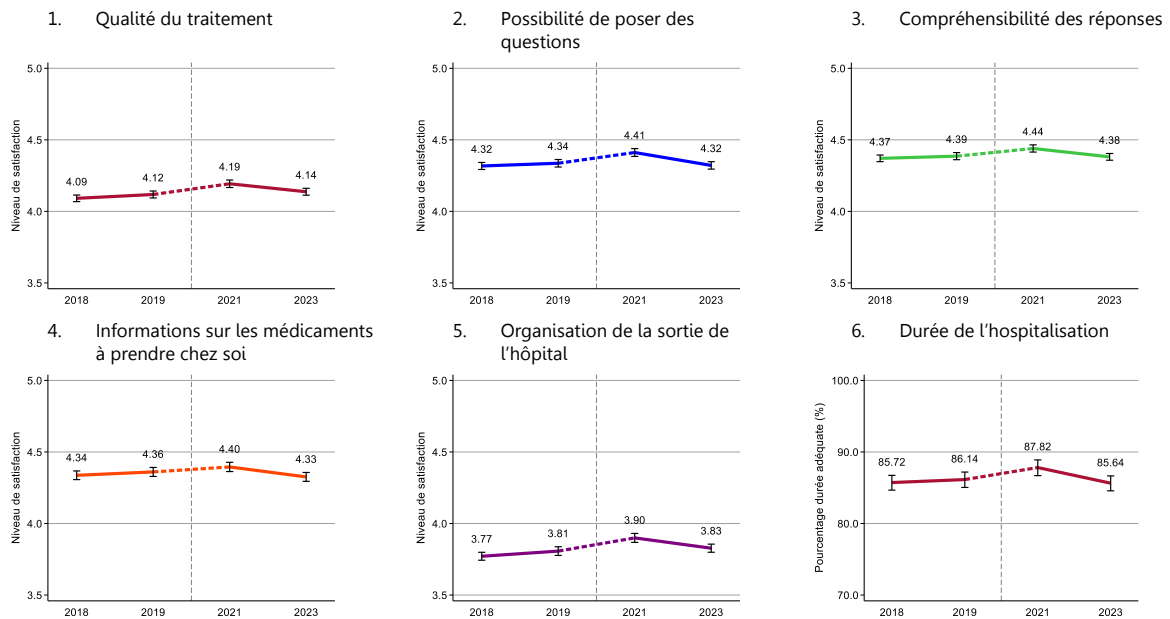 1. Qualité du traitement
5.0
4.5
4.0
3.5
Niveau de satisfaction
4.09
4.12
4.19
4.14
2018 2019 2021 2023
2. Possibilité de poser des
questions
5.0
4.5
4.0
3.5
Niveau de satisfaction
4.32
4.34
4.41
4.32
2018 2019 2021 2023
3. Compréhensibilité des réponses
5.0
4.5
4.0
3.5
Niveau de satisfaction
4.37
4.39
4.44
4.38
2018 2019 2021 2023
4. Informations sur les médicaments
à prendre chez soi
5.0
4.5
4.0
3.5
Niveau de satisfaction
4.34
4.36
4.40
4.33
2018 2019 2021 2023
5. Organisation de la sortie de
l'hôpital
5.0
4.5
4.0
3.5
Niveau de satisfaction
3.77
3.81
3.90
3.83
2018 2019 2021 2023
6. Durée de l'hospitalisation
100.0
90.0
80.0
70.0
Pourcentage durée adéquate (%)
85.72
86.14
87.82
85.64
2018 2019 2021 2023